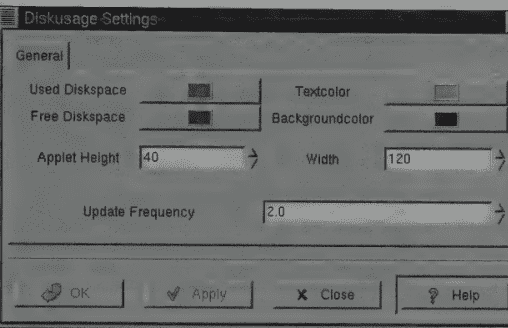 Diskusage Settings
General
Used Diskspace
Textcolor
Free Diskspace
Backgroundcolor
Applet Height
40
Width
120
Update Frequency
2.0
OK
Apply
Close
Help